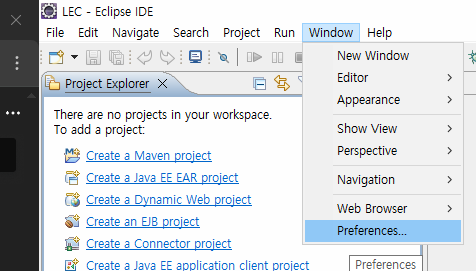 LEC - Eclipse IDE
File Edit Navigate Search Project Run Window Help
New Window
Editor
Appearance
Show View
Perspective
Navigation
Web Browser
Preferences...
Preferences
Project Explorer
There are no projects in your workspace.
To add a project:
Create a Maven project
Create a Java EE EAR project
Create a Dynamic Web project
Create an EJB project
Create a Connector project
Create a Java EE application client project